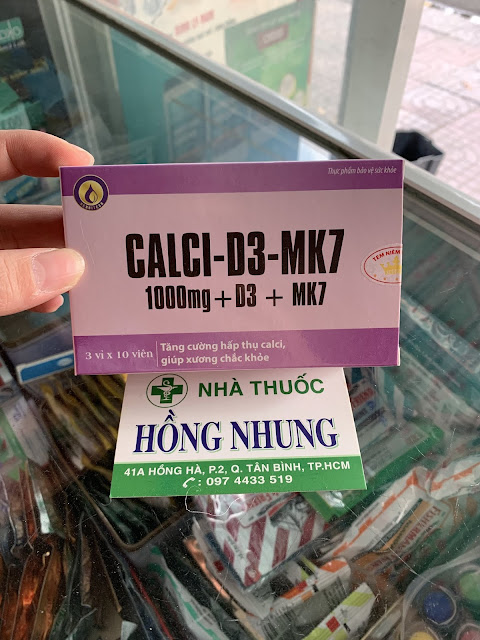 Thực phẩm bảo vệ sức khỏe
CALCI-D3-MK7
1000mg + D3 + MK7
TEM NIÊM
3 vỉ x 10 viên
Tăng cường hấp thụ calci,
giúp xương chắc khỏe
NHÀ THUỐC
HỒNG NHUNG
41A HỒNG HÀ, P.2, Q. TÂN BÌNH, TP.HCM
: 097 4433 519